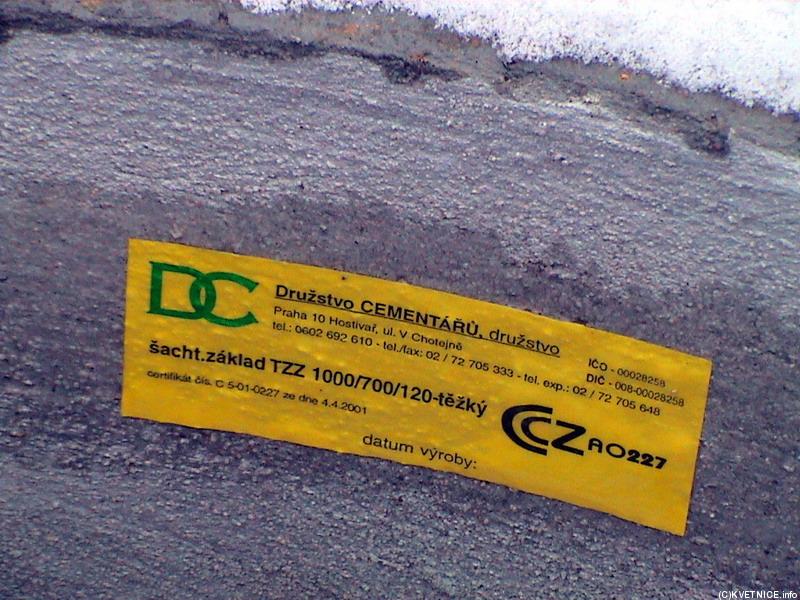 DC
Družstvo CEMENTÁŘŮ, družstvo
Praha 10 Hostivař, ul. V Chotejně
tel.: 0602 692 610 - tel./fax: 02 / 72 705 333 - tel. exp.: 02 / 72 705 648
IČO - 00028258
DIČ - 008-00028258
šacht.základ TZZ 1000/700/120-těžký
certifikát čís. C 5-01-0227 ze dne 4.4.2001
CCZ AO227
datum výroby:
(C)KVETNICE.info